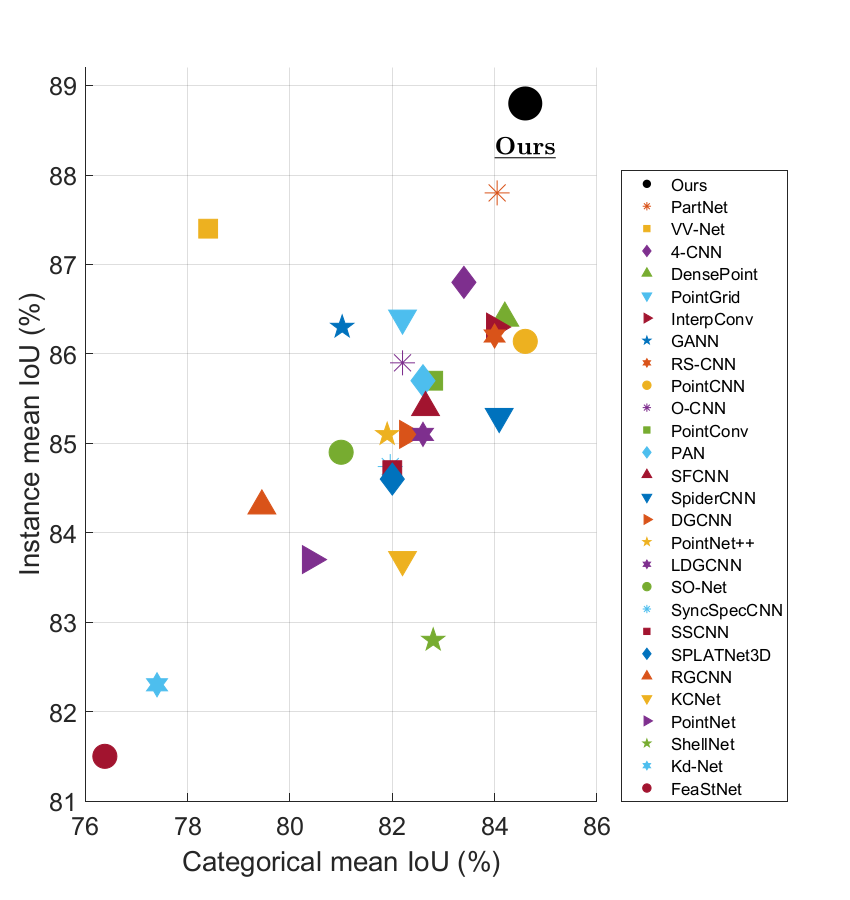 89
88
87
86
85
84
83
82
81
76
78
80
82
84
86
Instance mean IoU (%)
Categorical mean IoU (%)
Ours
Ours
PartNet
VV-Net
4-CNN
DensePoint
PointGrid
InterpConv
GANN
RS-CNN
PointCNN
O-CNN
PointConv
PAN
SFCNN
SpiderCNN
DGCNN
PointNet++
LDGCNN
SO-Net
SyncSpecCNN
SSCNN
SPLATNet3D
RGCNN
KCNet
PointNet
ShellNet
Kd-Net
FeaStNet